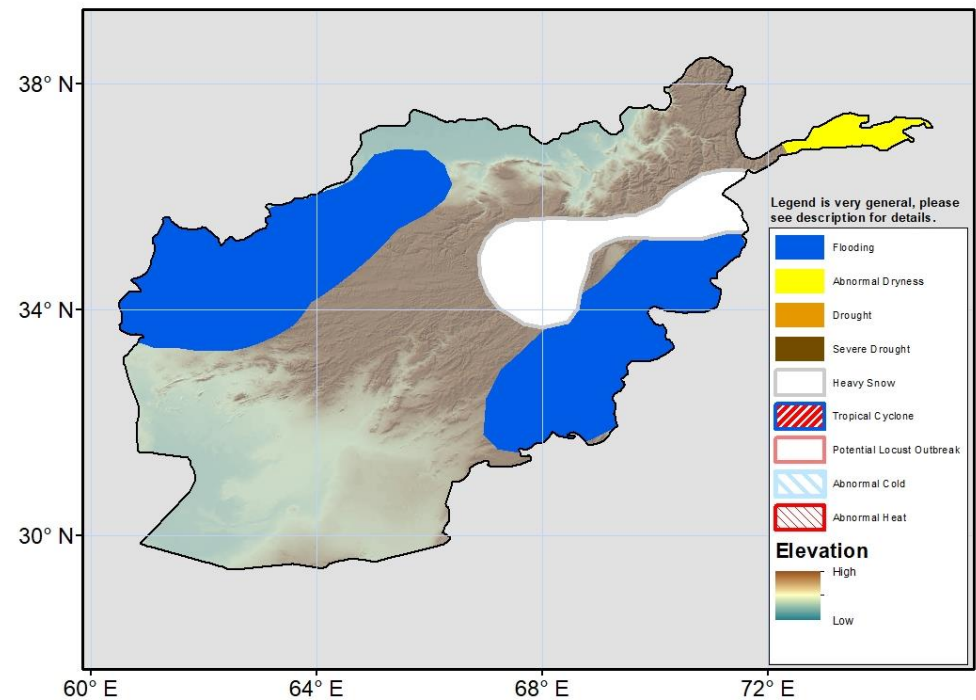 38° N
34° N
30° N
60° E
64° E
68° E
72° E
Legend is very general, please
see description for details.
Flooding
Abnormal Dryness
Drought
Severe Drought
Heavy Snow
Tropical Cyclone
Potential Locust Outbreak
Abnormal Cold
Abnormal Heat
Elevation
High
Low